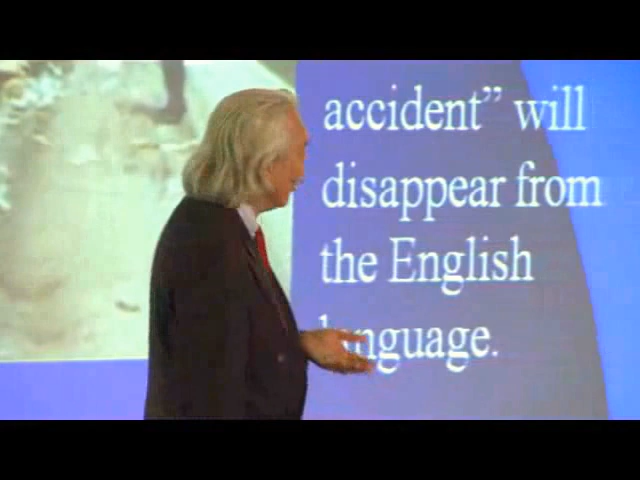 accident” will
disappear from
the English
language.